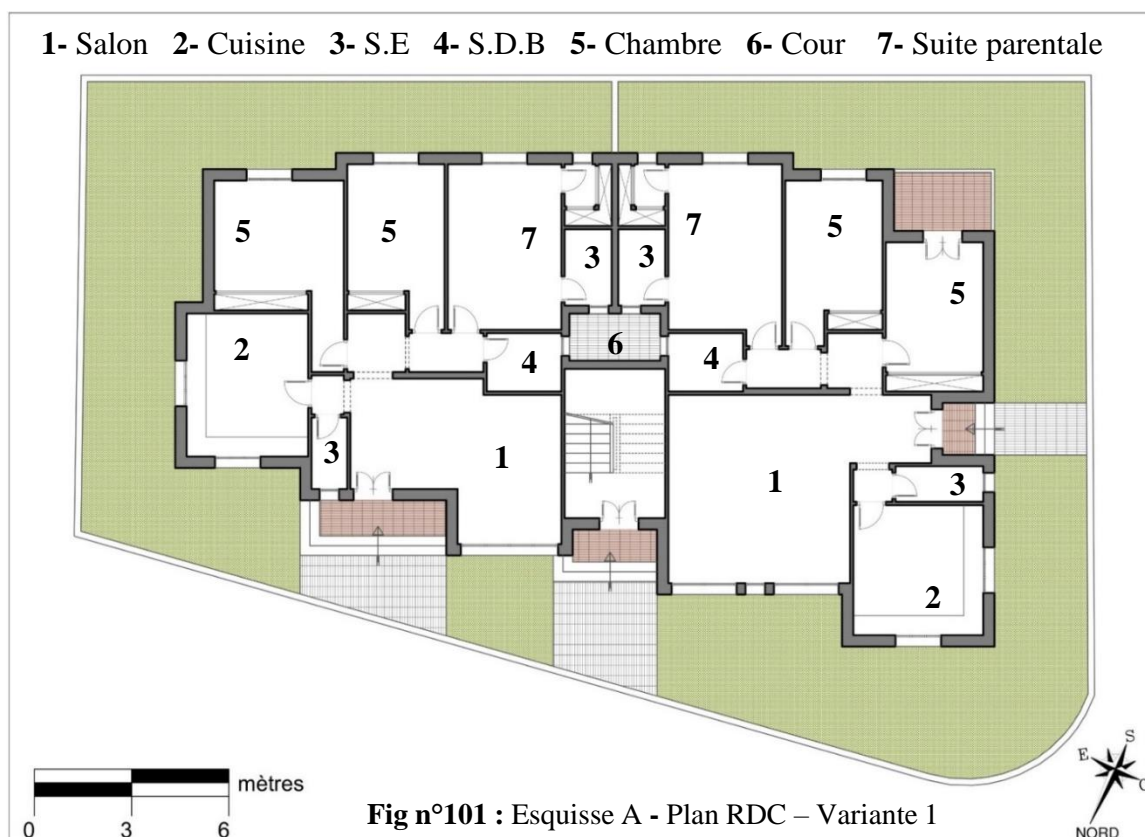 1- Salon 2- Cuisine 3- S.E 4- S.D.B 5- Chambre 6- Cour 7- Suite parentale
5 5 7 3 3 7 5 5
2 4 6 4
3 1 1 3
2
mètres
0 3 6
Fig n°101 : Esquisse A - Plan RDC – Variante 1
S
E O
NORD